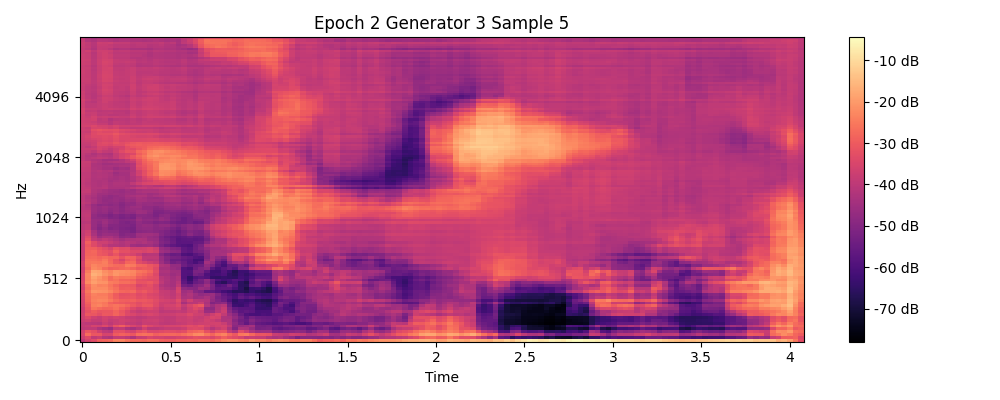 Epoch 2 Generator 3 Sample 5
Hz
4096
2048
1024
512
0
0 0.5 1 1.5 2 2.5 3 3.5 4
Time
-10 dB
-20 dB
-30 dB
-40 dB
-50 dB
-60 dB
-70 dB